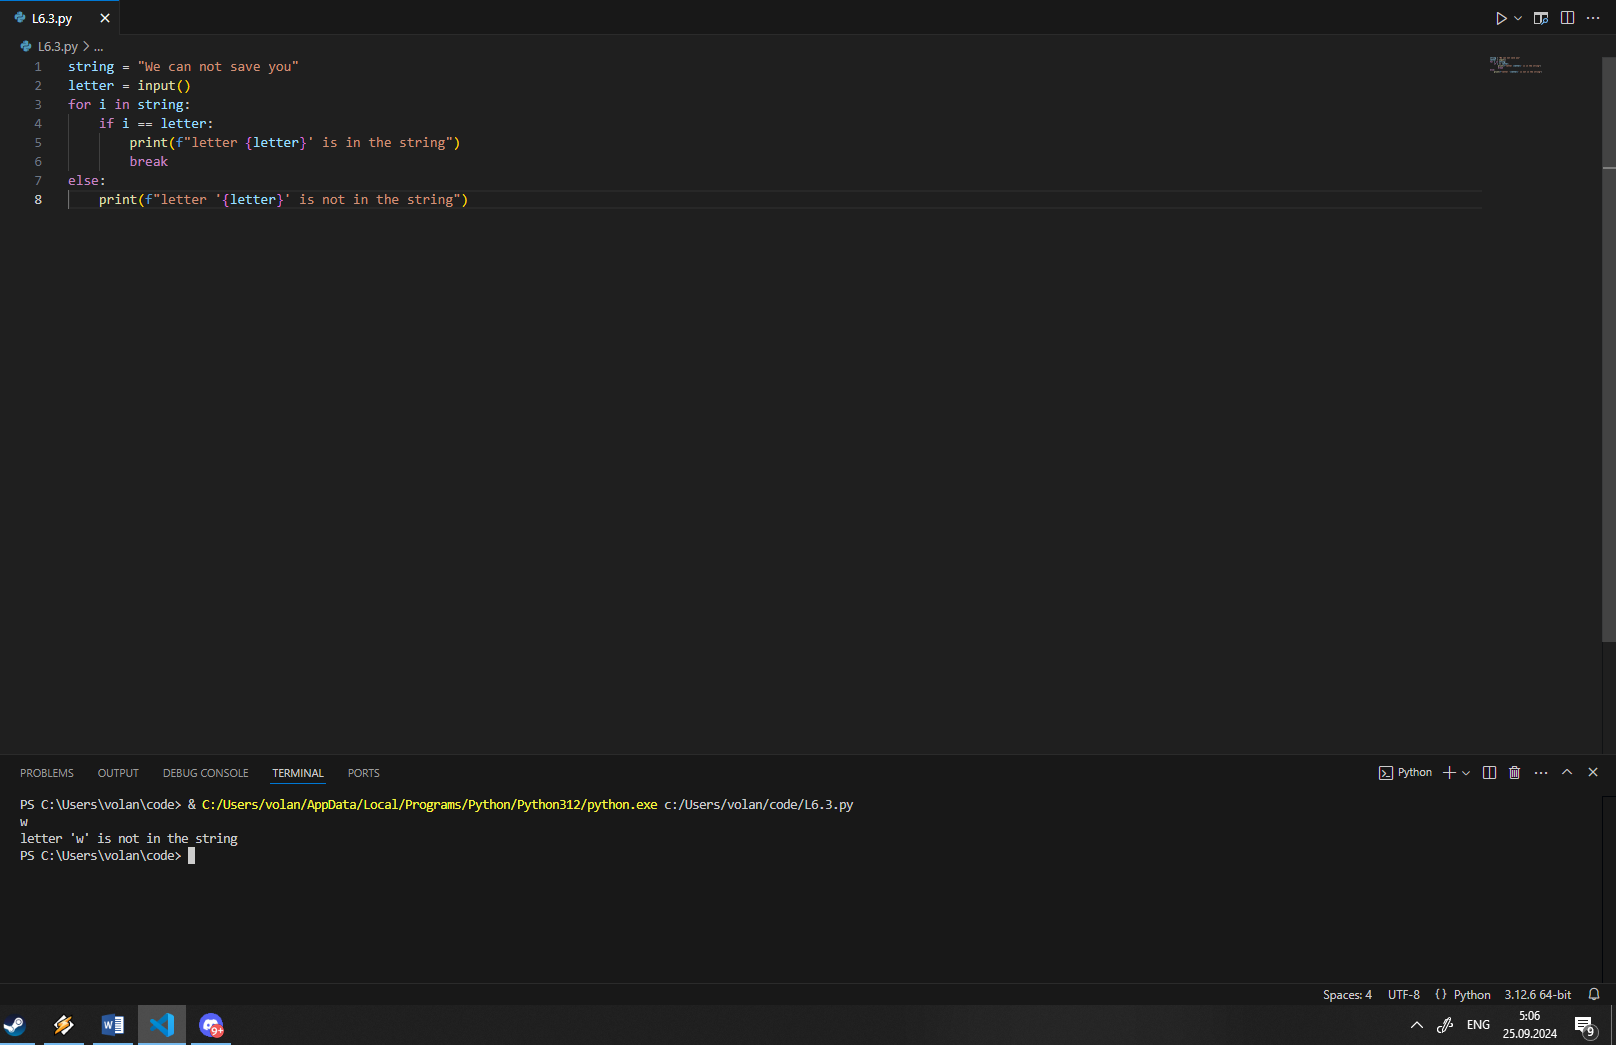 L6.3.py
L6.3.py > ...
1 string = "We can not save you"
2 letter = input()
3 for i in string:
4     if i == letter:
5         print(f"letter {letter}' is in the string")
6         break
7 else:
8     print(f"letter '{letter}' is not in the string")
PROBLEMS OUTPUT DEBUG CONSOLE TERMINAL PORTS
Python
PS C:\Users\volan\code> & C:/Users/volan/AppData/Local/Programs/Python/Python312/python.exe c:/Users/volan/code/L6.3.py
w
letter 'w' is not in the string
PS C:\Users\volan\code>
Spaces: 4 UTF-8 {} Python 3.12.6 64-bit
9+
ENG
5:06
25.09.2024
9